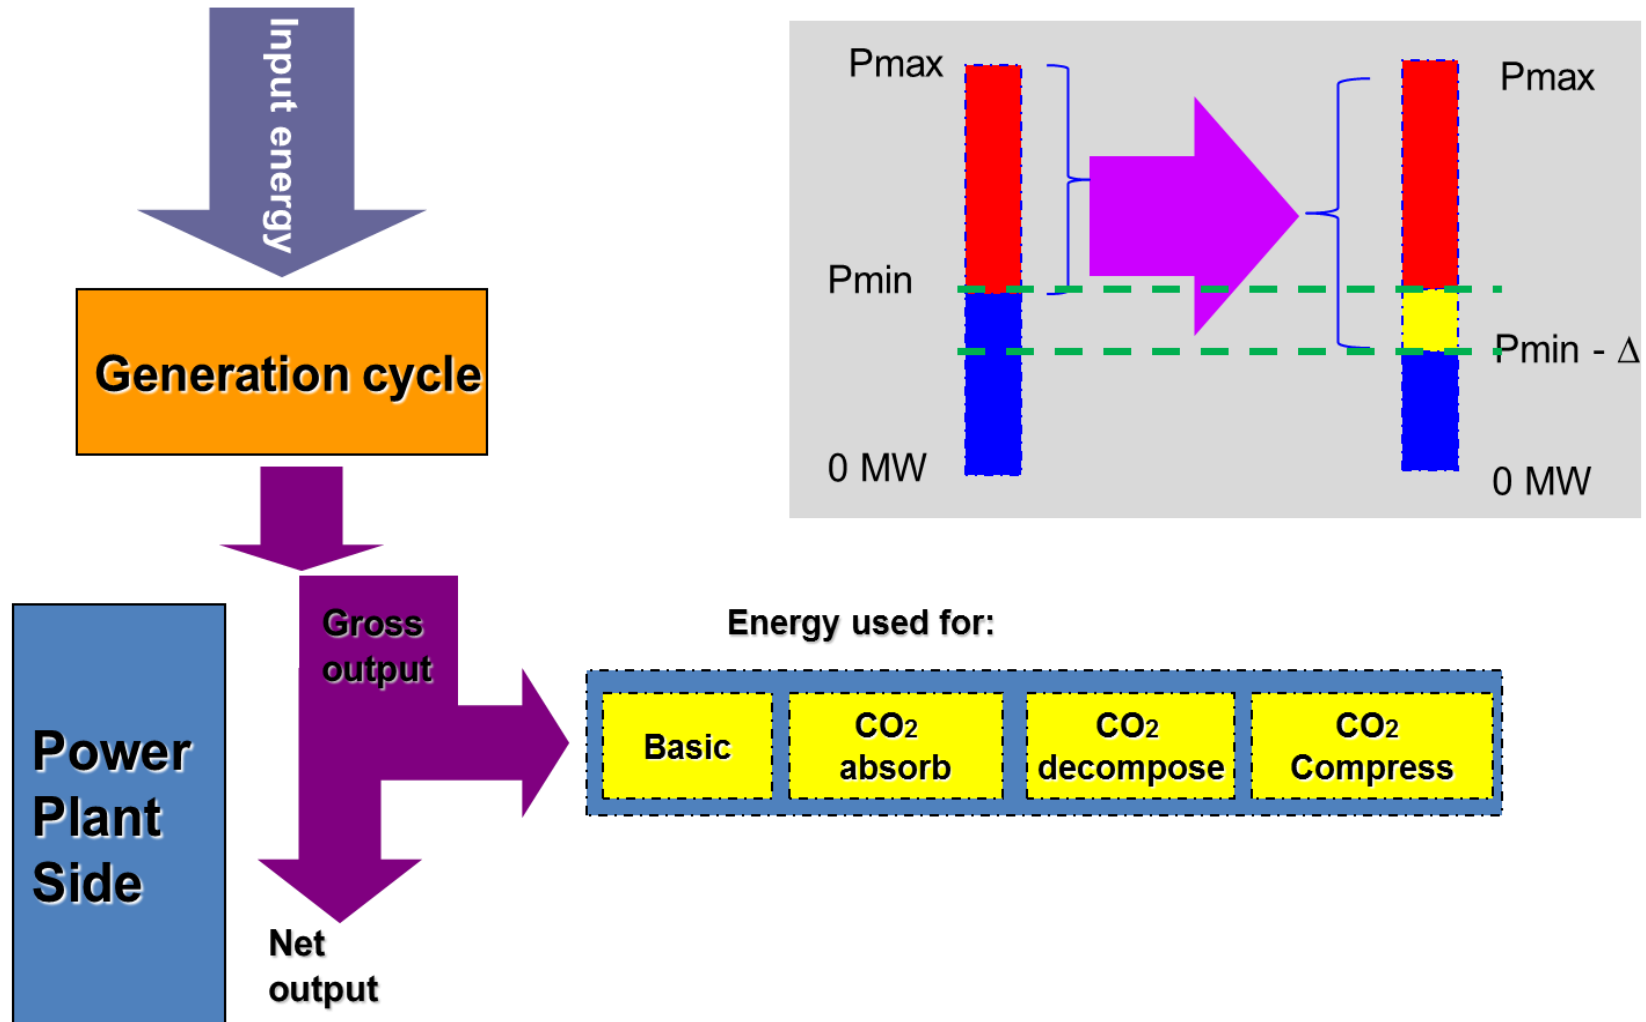 Input energy
Generation cycle
Pmax
Pmax
Pmin
Pmin - Δ
0 MW
0 MW
Power
Plant
Side
Gross
output
Net
output
Energy used for:
Basic
CO2
absorb
CO2
decompose
CO2
Compress